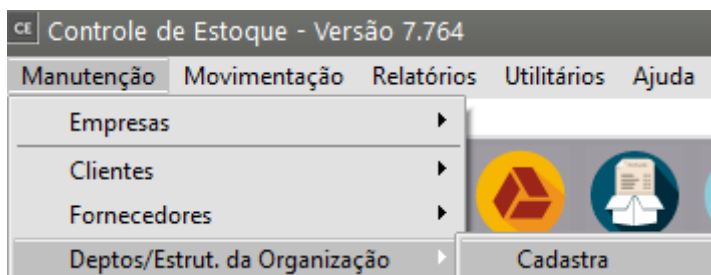 CE Controle de Estoque - Versão 7.764
Manutenção Movimentação Relatórios Utilitários Ajuda
Empresas
Clientes
Fornecedores
Deptos/Estrut. da Organização Cadastra